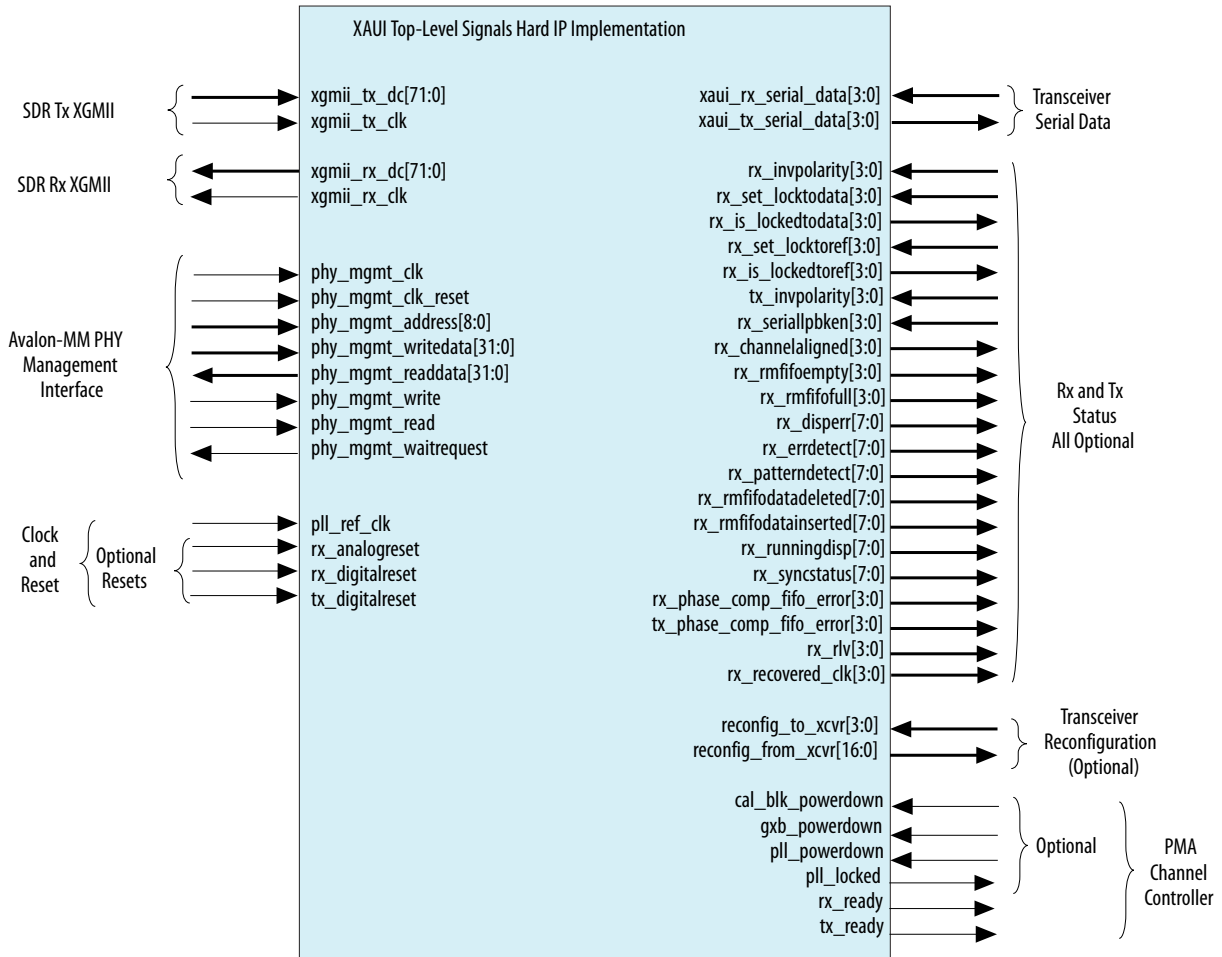 XAUI Top-Level Signals Hard IP Implementation
SDR Tx XGMII
xgmii_tx_dc[71:0]
xgmii_tx_clk
SDR Rx XGMII
xgmii_rx_dc[71:0]
xgmii_rx_clk
Avalon-MM PHY
Management
Interface
phy_mgmt_clk
phy_mgmt_clk_reset
phy_mgmt_address[8:0]
phy_mgmt_writedata[31:0]
phy_mgmt_readdata[31:0]
phy_mgmt_write
phy_mgmt_read
phy_mgmt_waitrequest
Clock
and
Reset
Optional
Resets
pll_ref_clk
rx_analogreset
rx_digitalreset
tx_digitalreset
xaui_rx_serial_data[3:0]
xaui_tx_serial_data[3:0]
Transceiver
Serial Data
rx_invpolarity[3:0]
rx_set_locktodata[3:0]
rx_is_lockedtodata[3:0]
rx_set_locktoref[3:0]
rx_is_lockedtoref[3:0]
tx_invpolarity[3:0]
rx_seriallpbken[3:0]
rx_channelaligned[3:0]
rx_rmfifoempty[3:0]
rx_rmfifofull[3:0]
rx_disperr[7:0]
rx_errdetect[7:0]
rx_patterndetect[7:0]
rx_rmfifodatadeleted[7:0]
rx_rmfifodatainserted[7:0]
rx_runningdisp[7:0]
rx_syncstatus[7:0]
rx_phase_comp_fifo_error[3:0]
tx_phase_comp_fifo_error[3:0]
rx_rlv[3:0]
rx_recovered_clk[3:0]
Rx and Tx
Status
All Optional
reconfig_to_xcvr[3:0]
reconfig_from_xcvr[16:0]
Transceiver
Reconfiguration
(Optional)
cal_blk_powerdown
gxb_powerdown
pll_powerdown
pll_locked
rx_ready
tx_ready
Optional
PMA
Channel
Controller